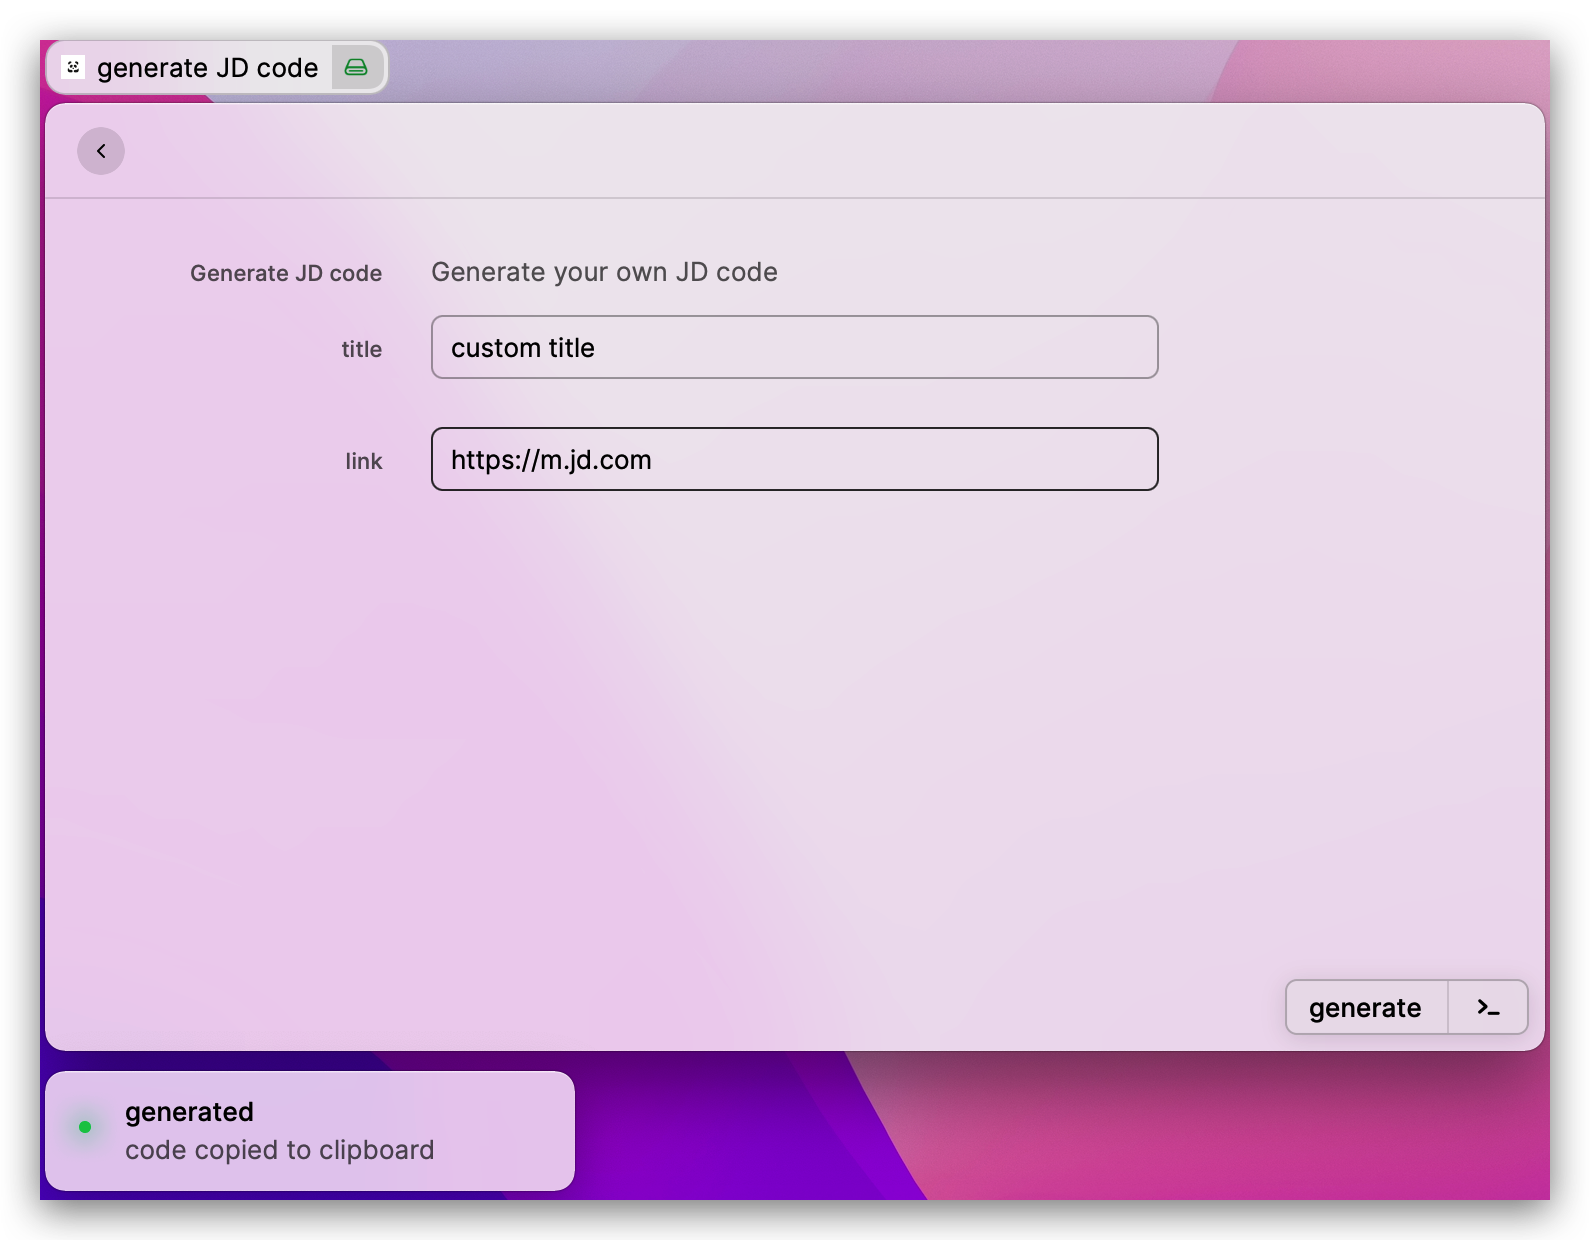 generate JD code
Generate JD code
Generate your own JD code
title
custom title
link
https://m.jd.com
generate
generated
code copied to clipboard